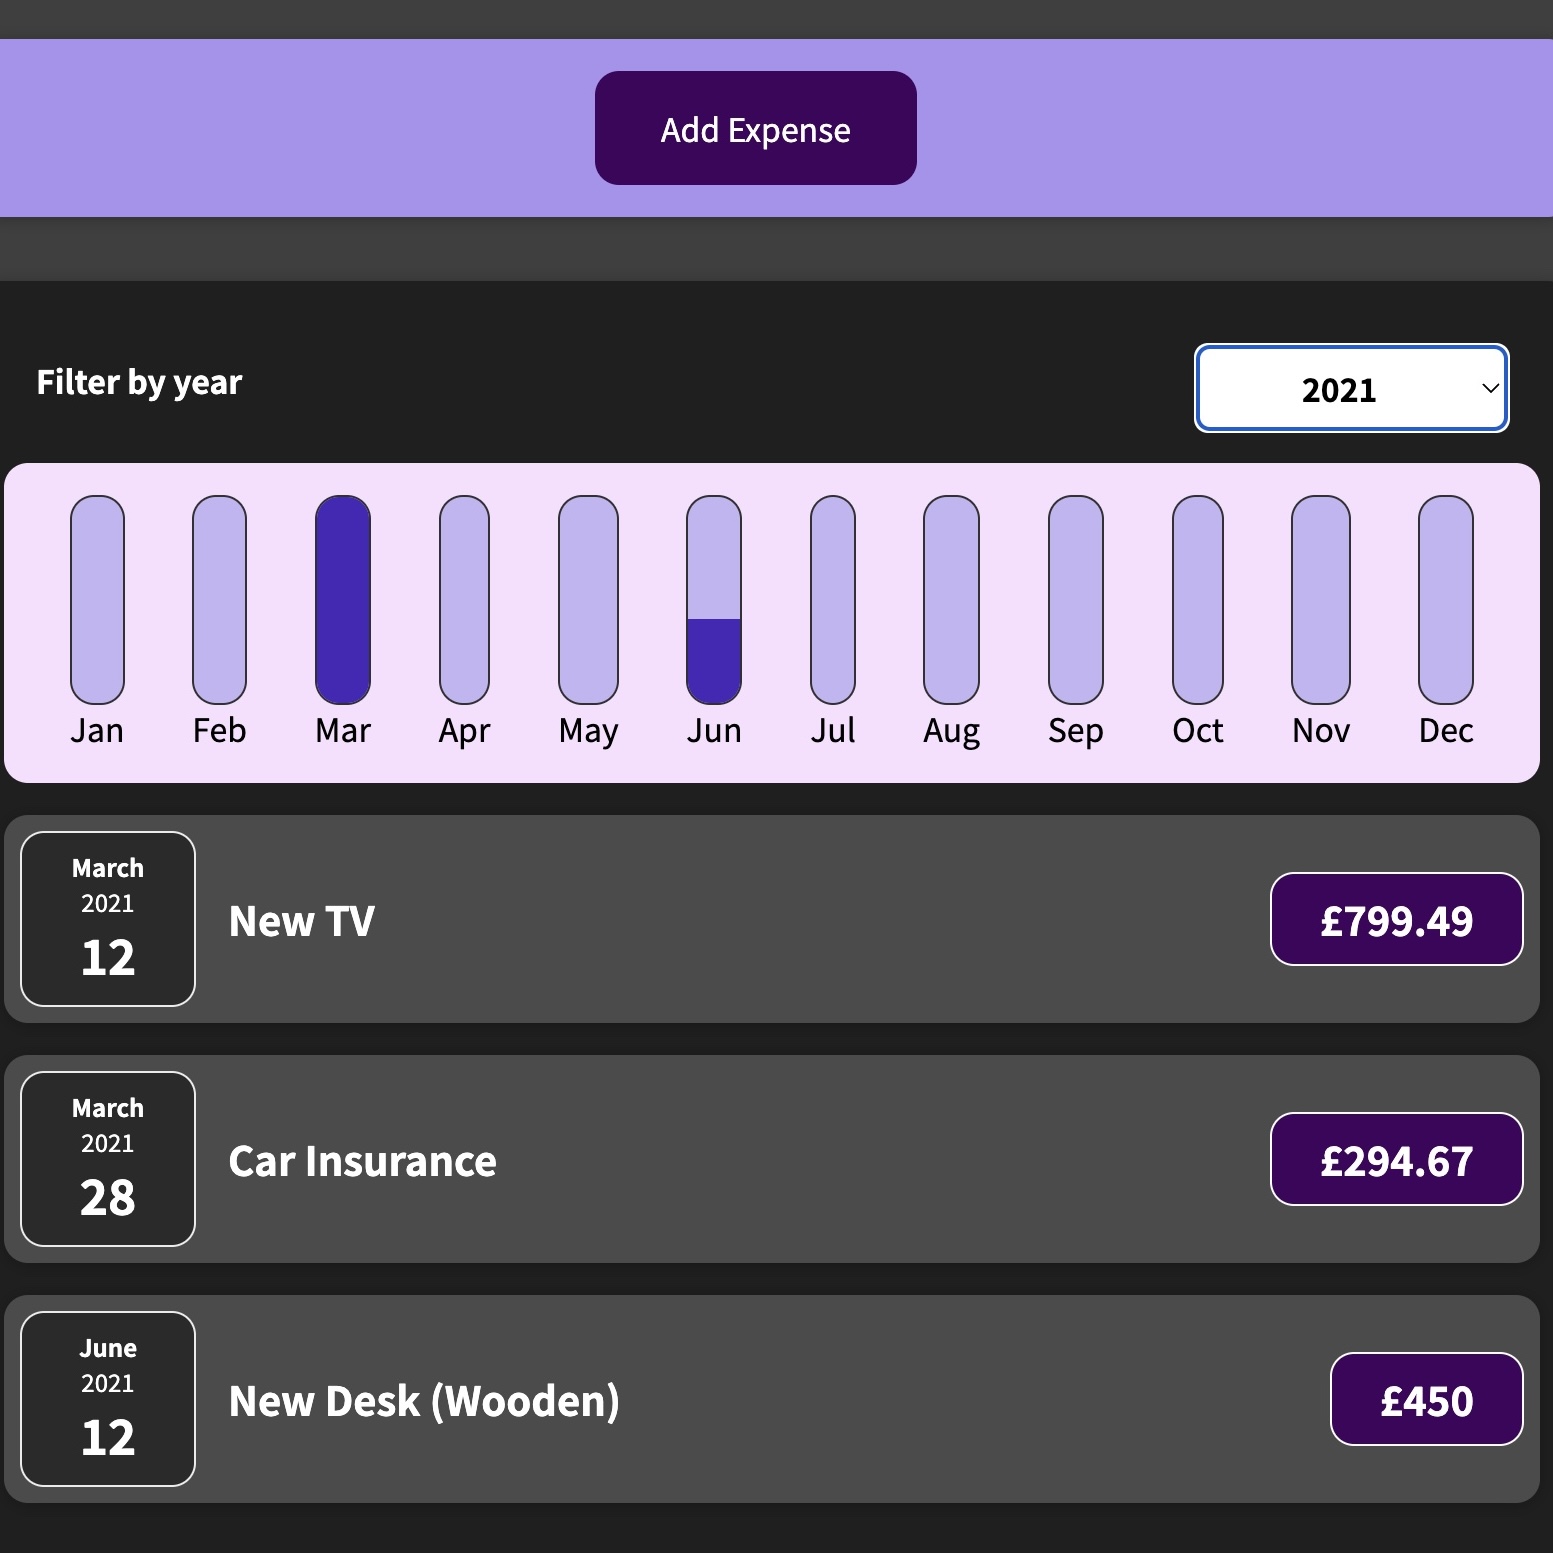 Add Expense
Filter by year
2021
Jan Feb Mar Apr May Jun Jul Aug Sep Oct Nov Dec
March
2021
12
New TV
£799.49
March
2021
28
Car Insurance
£294.67
June
2021
12
New Desk (Wooden)
£450